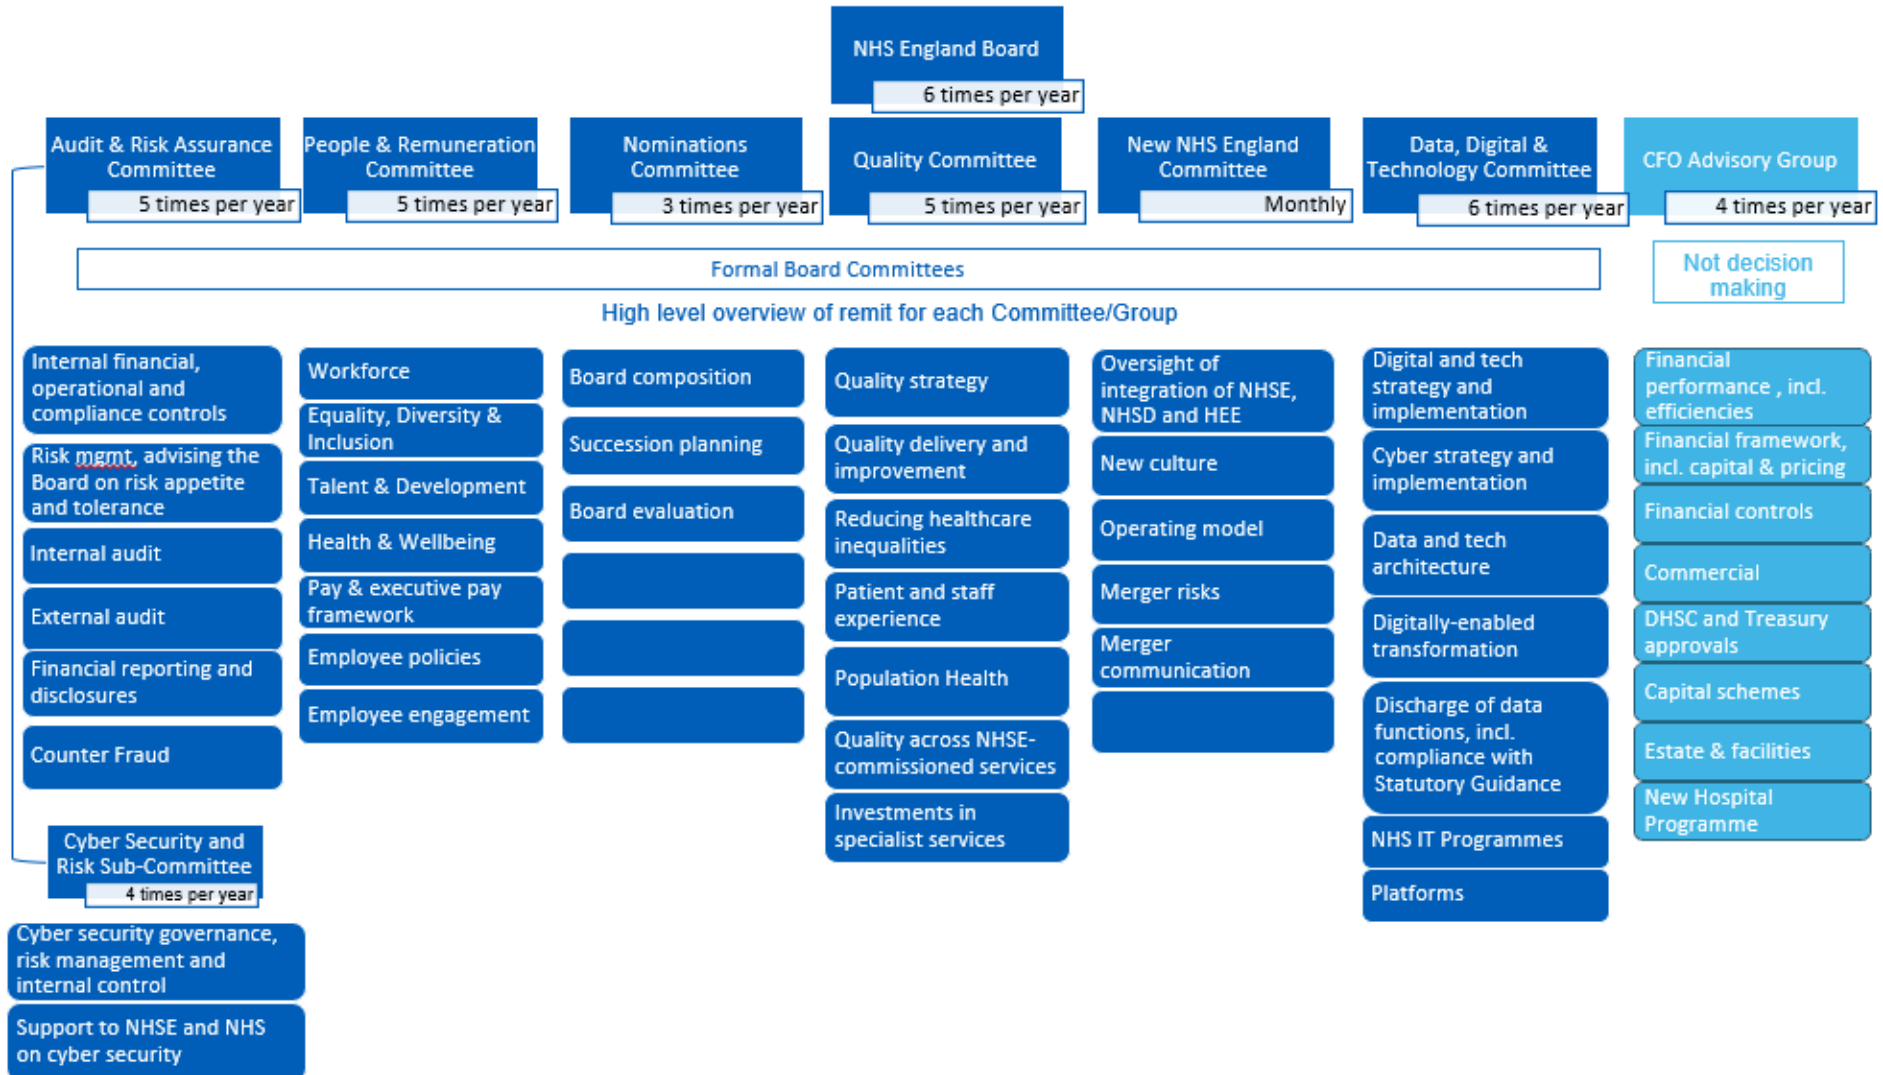 NHS England Board
6 times per year
Audit & Risk Assurance
Committee
5 times per year
People & Remuneration
Committee
5 times per year
Nominations
Committee
3 times per year
Quality Committee
5 times per year
New NHS England
Committee
Monthly
Data, Digital &
Technology Committee
6 times per year
CFO Advisory Group
4 times per year
Formal Board Committees
Not decision
making
High level overview of remit for each Committee/Group
Internal financial,
operational and
compliance controls
Risk mgmt, advising the
Board on risk appetite
and tolerance
Internal audit
External audit
Financial reporting and
disclosures
Counter Fraud
Cyber Security and
Risk Sub-Committee
4 times per year
Cyber security governance,
risk management and
internal control
Support to NHSE and NHS
on cyber security
Workforce
Equality, Diversity &
Inclusion
Talent & Development
Health & Wellbeing
Pay & executive pay
framework
Employee policies
Employee engagement
Board composition
Succession planning
Board evaluation
Quality strategy
Quality delivery and
improvement
Reducing healthcare
inequalities
Patient and staff
experience
Population Health
Quality across NHSE-
commissioned services
Investments in
specialist services
Oversight of
integration of NHSE,
NHSD and HEE
New culture
Operating model
Merger risks
Merger
communication
Digital and tech
strategy and
implementation
Cyber strategy and
implementation
Data and tech
architecture
Digitally-enabled
transformation
Discharge of data
functions, incl.
compliance with
Statutory Guidance
NHS IT Programmes
Platforms
Financial
performance , incl.
efficiencies
Financial framework,
incl. capital & pricing
Financial controls
Commercial
DHSC and Treasury
approvals
Capital schemes
Estate & facilities
New Hospital
Programme